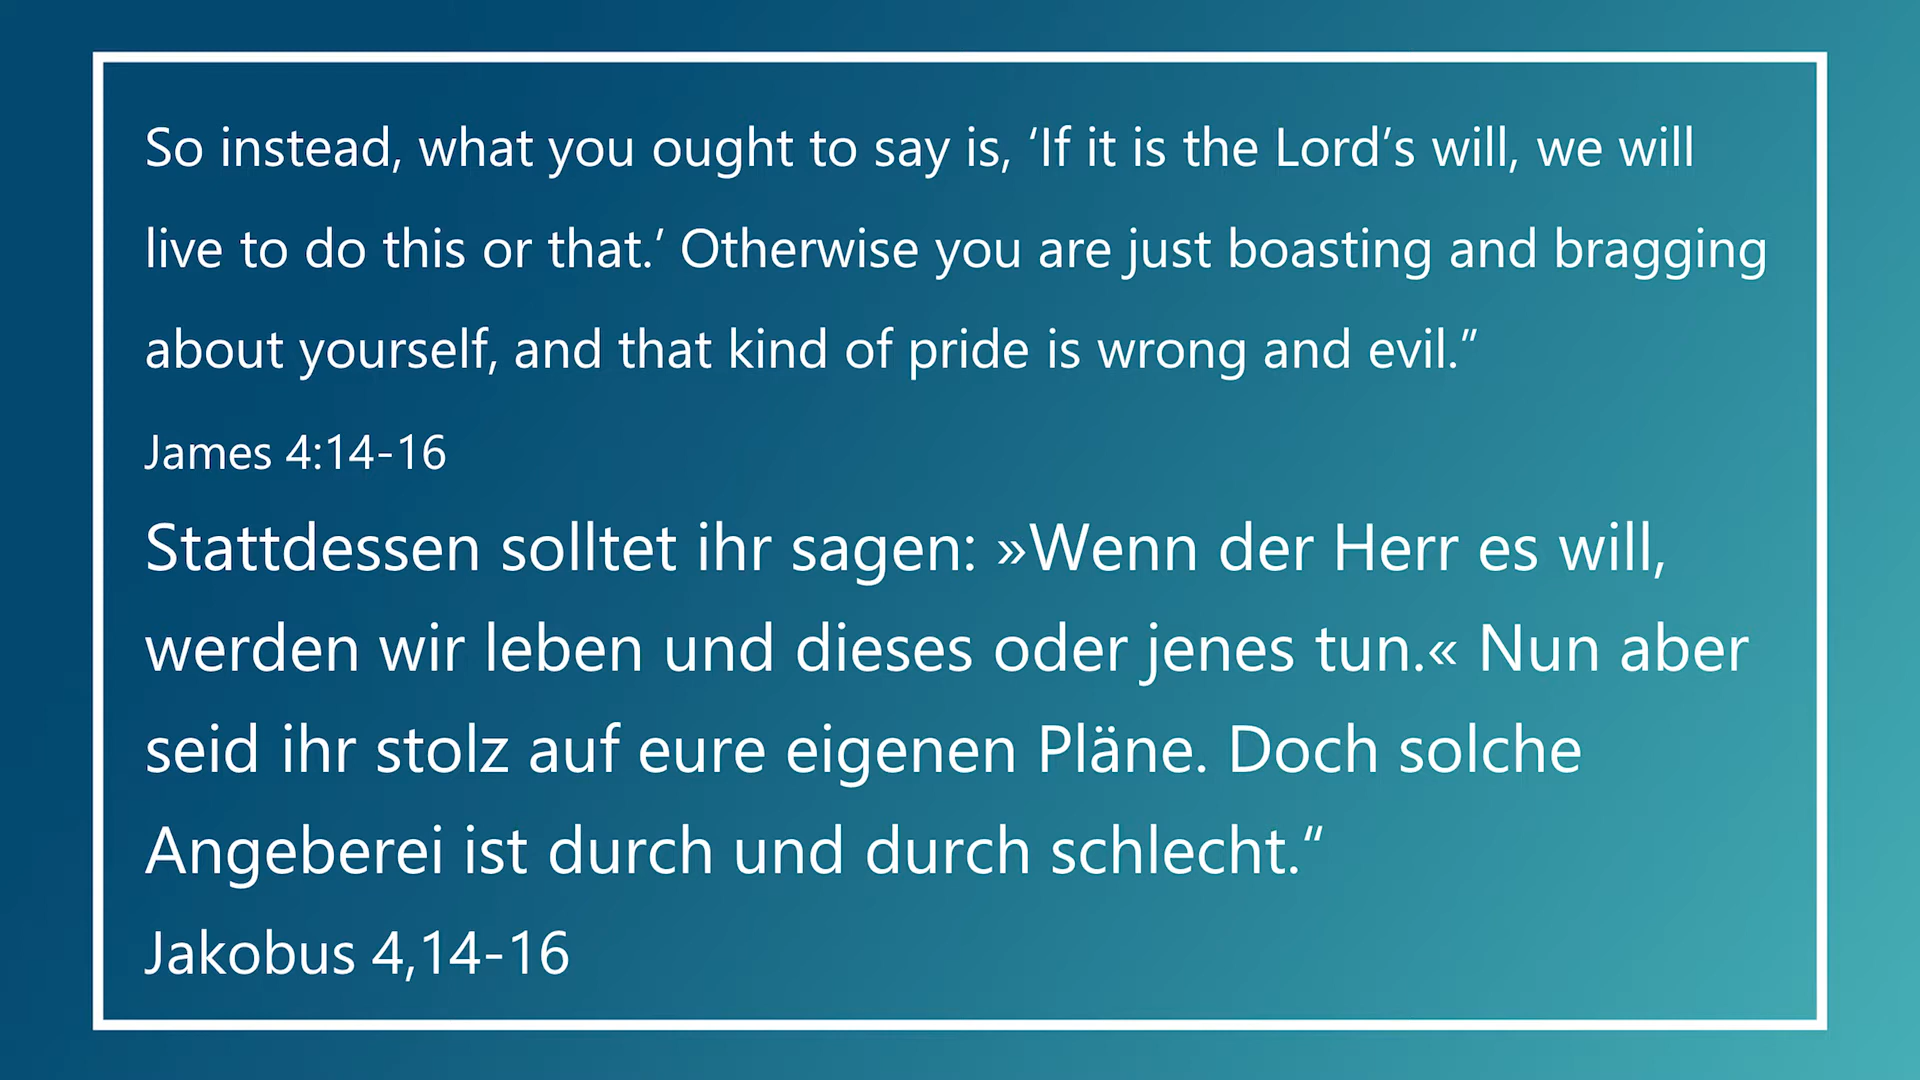 So instead, what you ought to say is, ‘If it is the Lord’s will, we will
live to do this or that.’ Otherwise you are just boasting and bragging
about yourself, and that kind of pride is wrong and evil.”
James 4:14-16
Stattdessen solltet ihr sagen: »Wenn der Herr es will,
werden wir leben und dieses oder jenes tun.« Nun aber
seid ihr stolz auf eure eigenen Pläne. Doch solche
Angeberei ist durch und durch schlecht.“
Jakobus 4,14-16